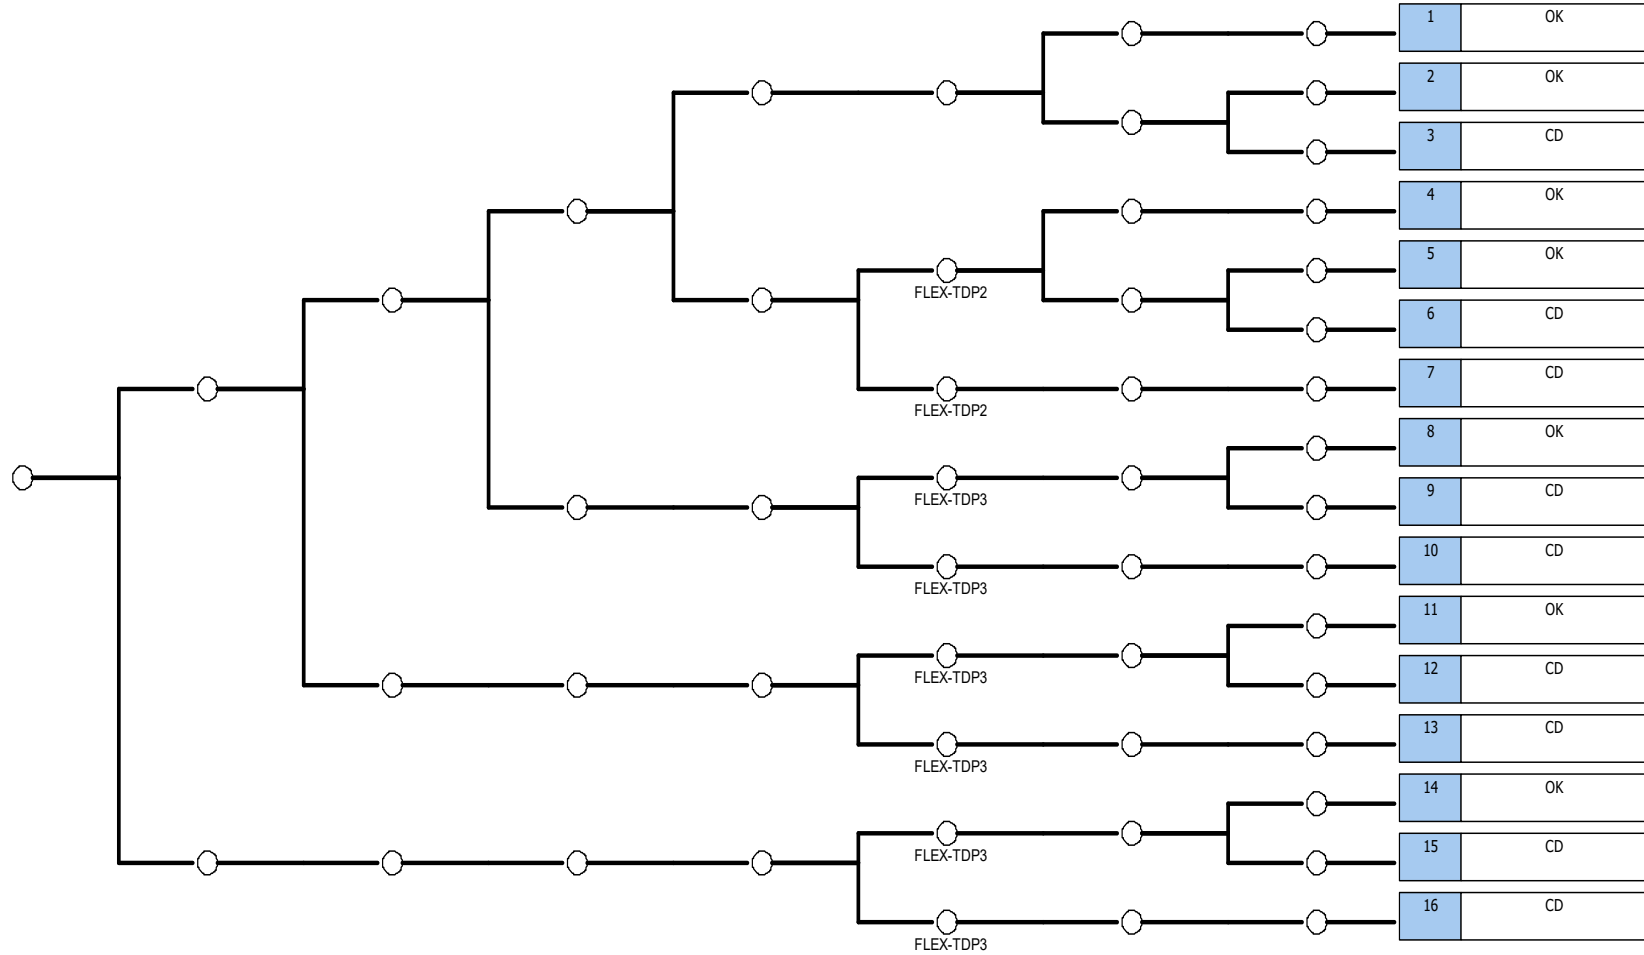 1 OK
2 OK
3 CD
4 OK
5 OK
FLEX-TDP2
6 CD
7 CD
FLEX-TDP2
8 OK
9 CD
FLEX-TDP3
10 CD
FLEX-TDP3
11 OK
12 CD
FLEX-TDP3
13 CD
FLEX-TDP3
14 OK
15 CD
FLEX-TDP3
16 CD
FLEX-TDP3